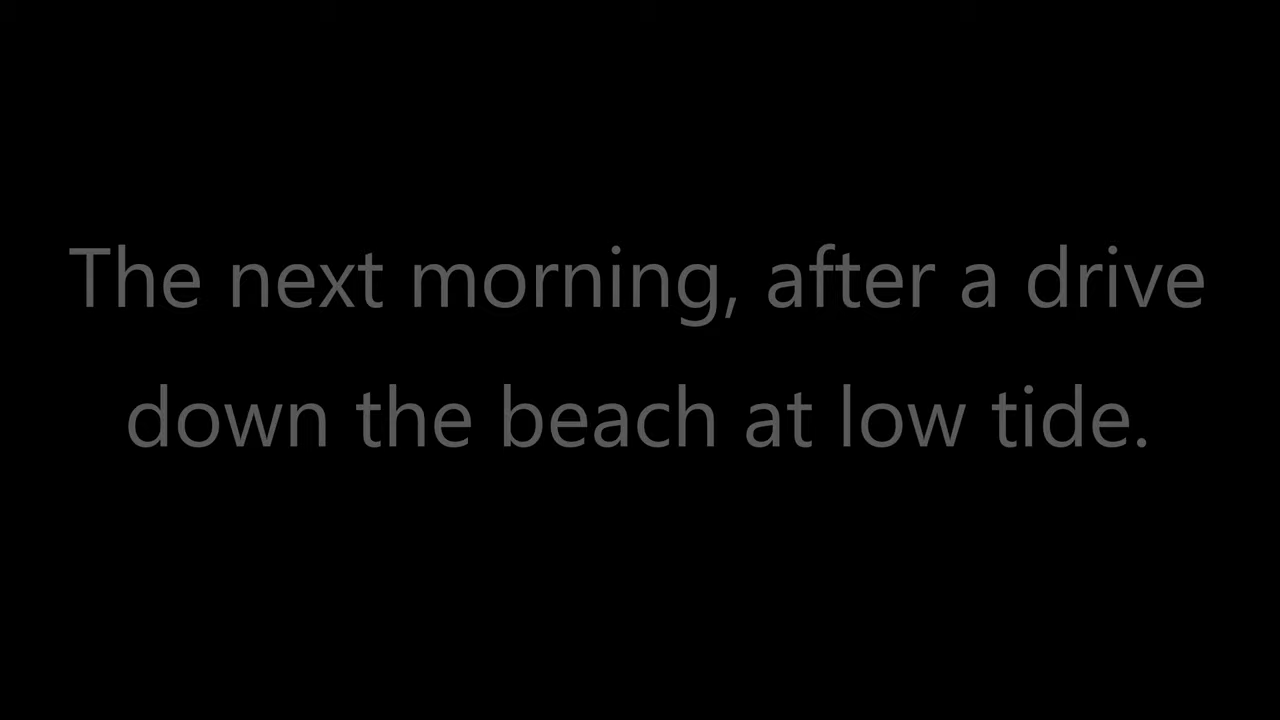 The next morning, after a drive
down the beach at low tide.